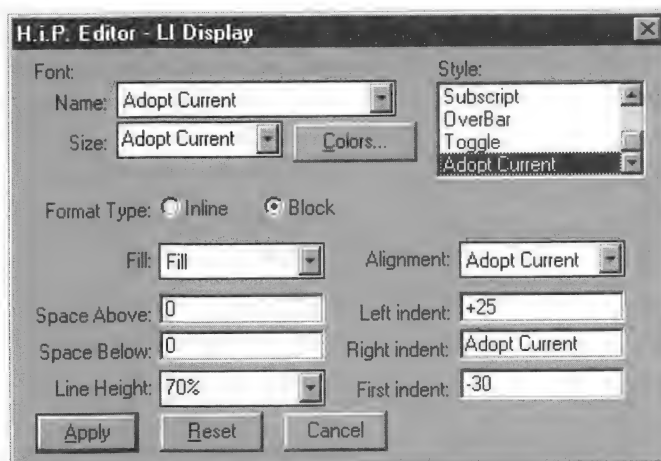 H.i.P. Editor - LI Display
Font:
Name: Adopt Current
Size: Adopt Current
Colors...
Style:
Subscript
OverBar
Toggle
Adopt Current
Format Type: Inline Block
Fill: Fill
Alignment: Adopt Current
Space Above: 0
Left indent: +25
Space Below: 0
Right indent: Adopt Current
Line Height: 70%
First indent: -30
Apply Reset Cancel